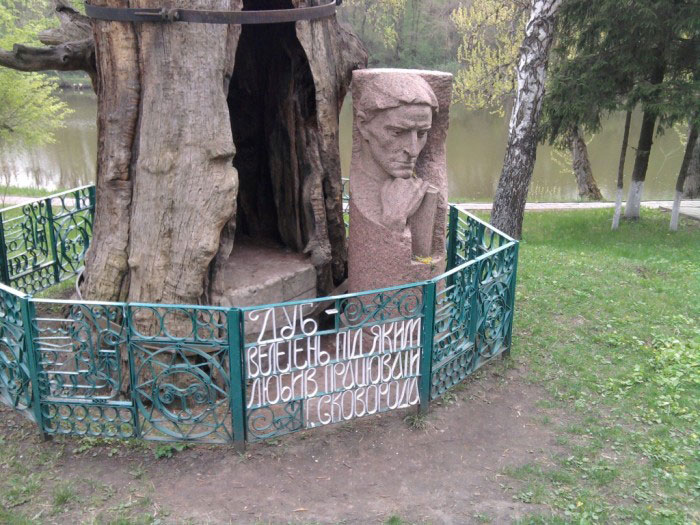 ДУБ -
ВЕЛЕТЕНЬ ПІД ЯКИМ
ЛЮБИВ ПРАЦЮВАТИ
Г. СКОВОРОДА